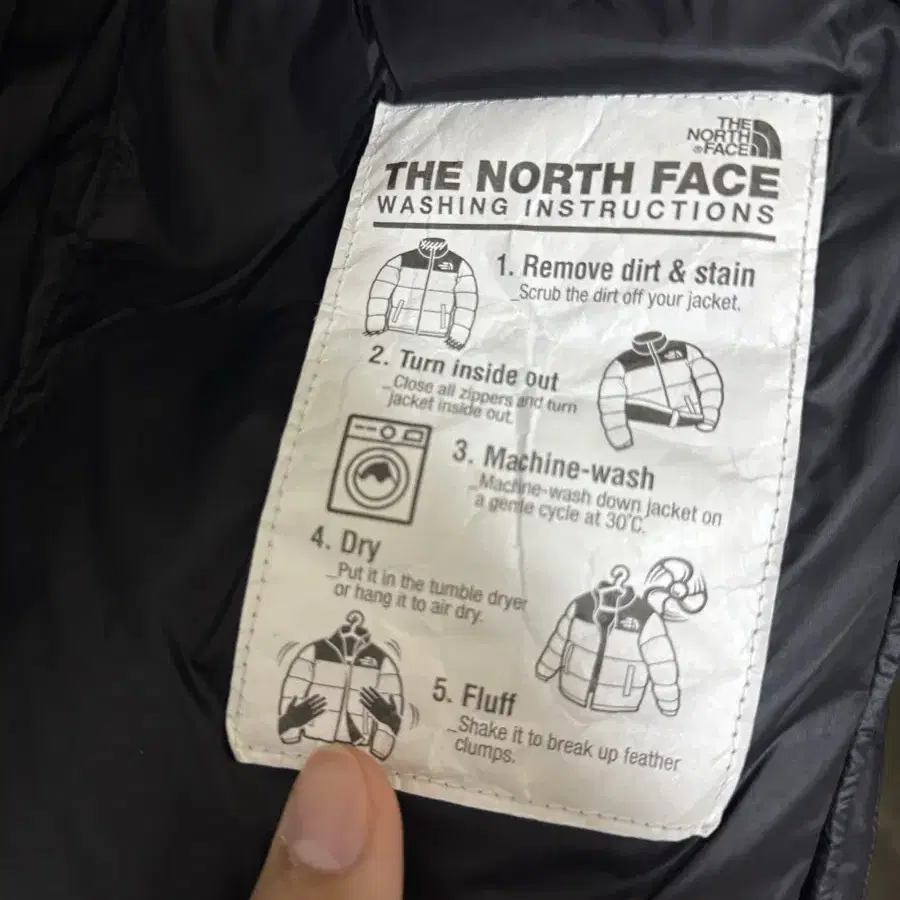 THE
NORTH
®FACE
THE NORTH FACE
WASHING INSTRUCTIONS
1. Remove dirt & stain
_Scrub the dirt off your jacket.
2. Turn inside out
_Close all zippers and turn
jacket inside out.
3. Machine-wash
_Machine-wash down jacket on
a gentle cycle at 30°C.
4. Dry
_Put it in the tumble dryer
or hang it to air dry.
5. Fluff
_Shake it to break up feather
clumps.